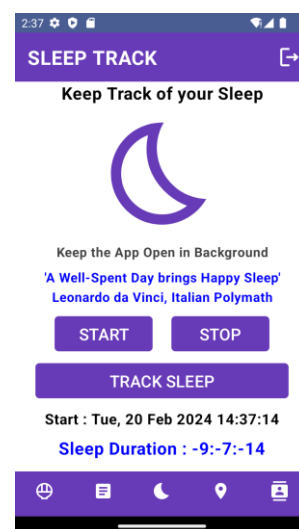 2:37
SLEEP TRACK
Keep Track of your Sleep
Keep the App Open in Background
'A Well-Spent Day brings Happy Sleep'
Leonardo da Vinci, Italian Polymath
START STOP
TRACK SLEEP
Start : Tue, 20 Feb 2024 14:37:14
Sleep Duration : -9:-7:-14